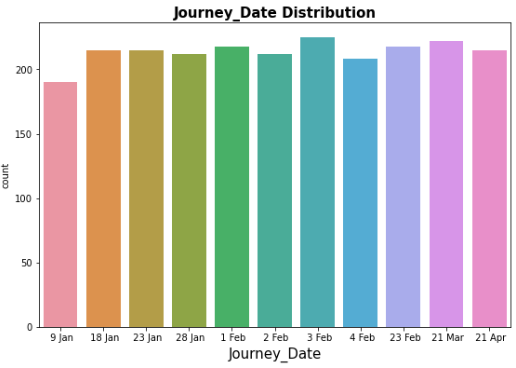 Journey_Date Distribution
count
200
150
100
50
0
9 Jan 18 Jan 23 Jan 28 Jan 1 Feb 2 Feb 3 Feb 4 Feb 23 Feb 21 Mar 21 Apr
Journey_Date